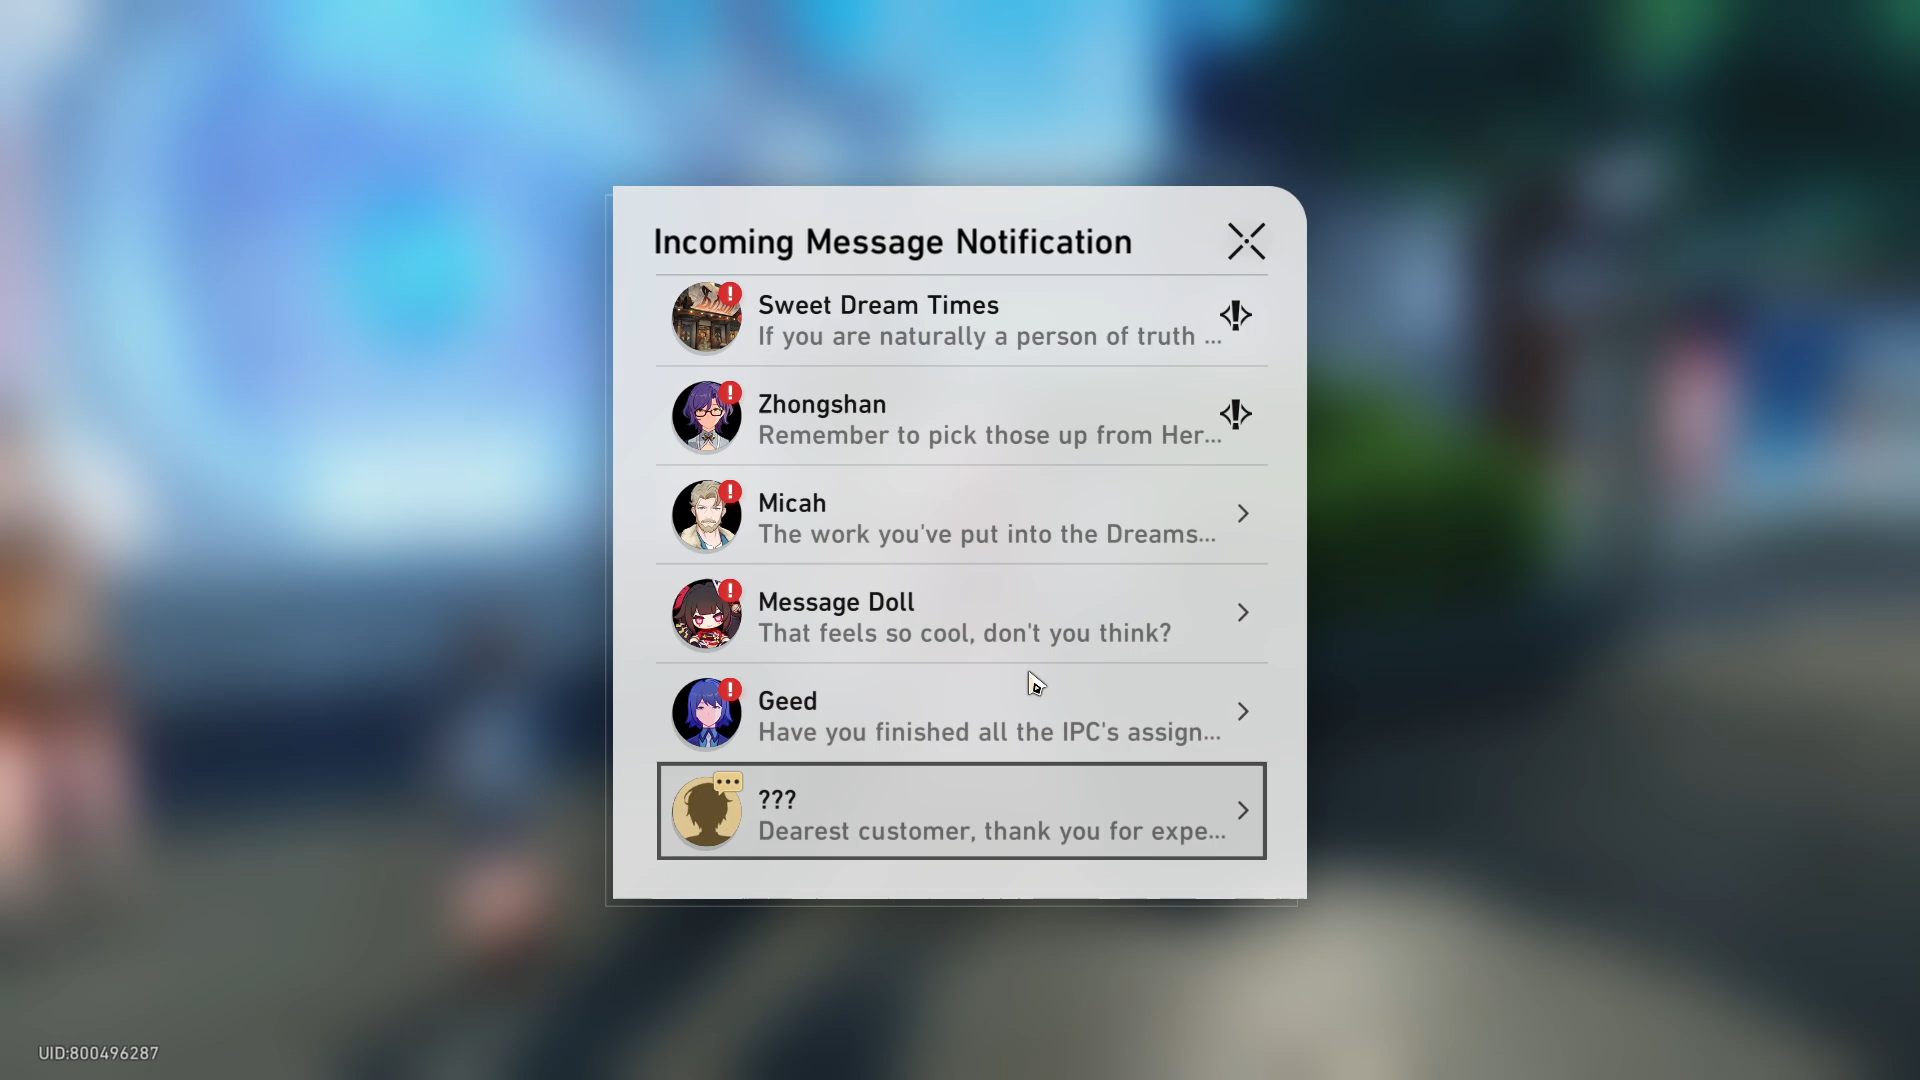 Incoming Message Notification
Sweet Dream Times
If you are naturally a person of truth ...
Zhongshan
Remember to pick those up from Her...
Micah
The work you've put into the Dreams...
Message Doll
That feels so cool, don't you think?
Geed
Have you finished all the IPC's assign...
???
Dearest customer, thank you for expe...
UID:800496287